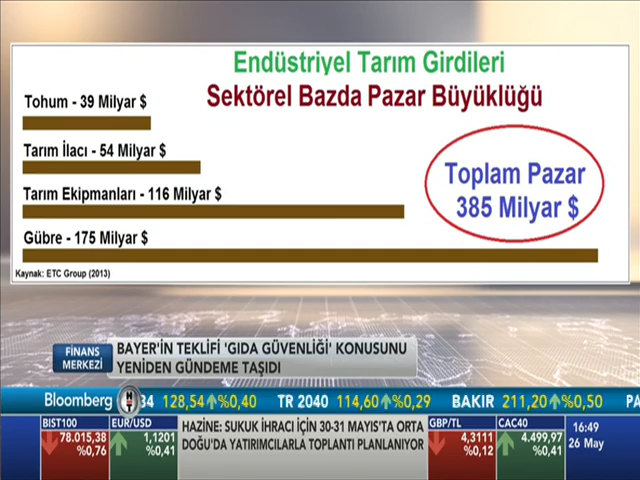 Endüstriyel Tarım Girdileri
Sektörel Bazda Pazar Büyüklüğü
Tohum - 39 Milyar $
Tarım İlacı - 54 Milyar $
Tarım Ekipmanları - 116 Milyar $
Gübre - 175 Milyar $
Toplam Pazar
385 Milyar $
Kaynak: ETC Group (2013)
FİNANS
MERKEZİ
BAYER'İN TEKLİFİ 'GIDA GÜVENLİĞİ' KONUSUNU
YENİDEN GÜNDEME TAŞIDI
Bloomberg HT 34 128,54 %0,40 TR 2040 114,60 %0,29 BAKIR 211,20 %0,50 PA
BIST100
78.015,38
%0,76
EUR/USD
1,1201
%0,41
HAZİNE: SUKUK İHRACI İÇİN 30-31 MAYIS'TA ORTA
DOĞU'DA YATIRIMCILARLA TOPLANTI PLANLANIYOR
GBP/TL
4,3111
%0,12
CAC40
4.499,97
%0,41
16:49
26 May